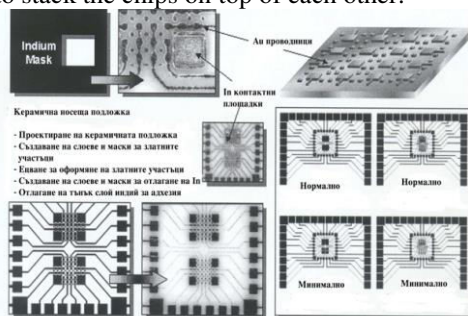 to stack the chips on top of each other.
Indium
Mask
Au проводници
In контактни
площадки
Керамична носеща подложка
- Проектиране на керамичната подложка
- Създаване на слоеве и маски за златните
участъци
- Ецване за оформяне на златните участъци
- Създаване на слоеве и маски за отлагане на In
- Отлагане на тънък слой индий за адхезия
Нормално
Нормално
Минимално
Минимално